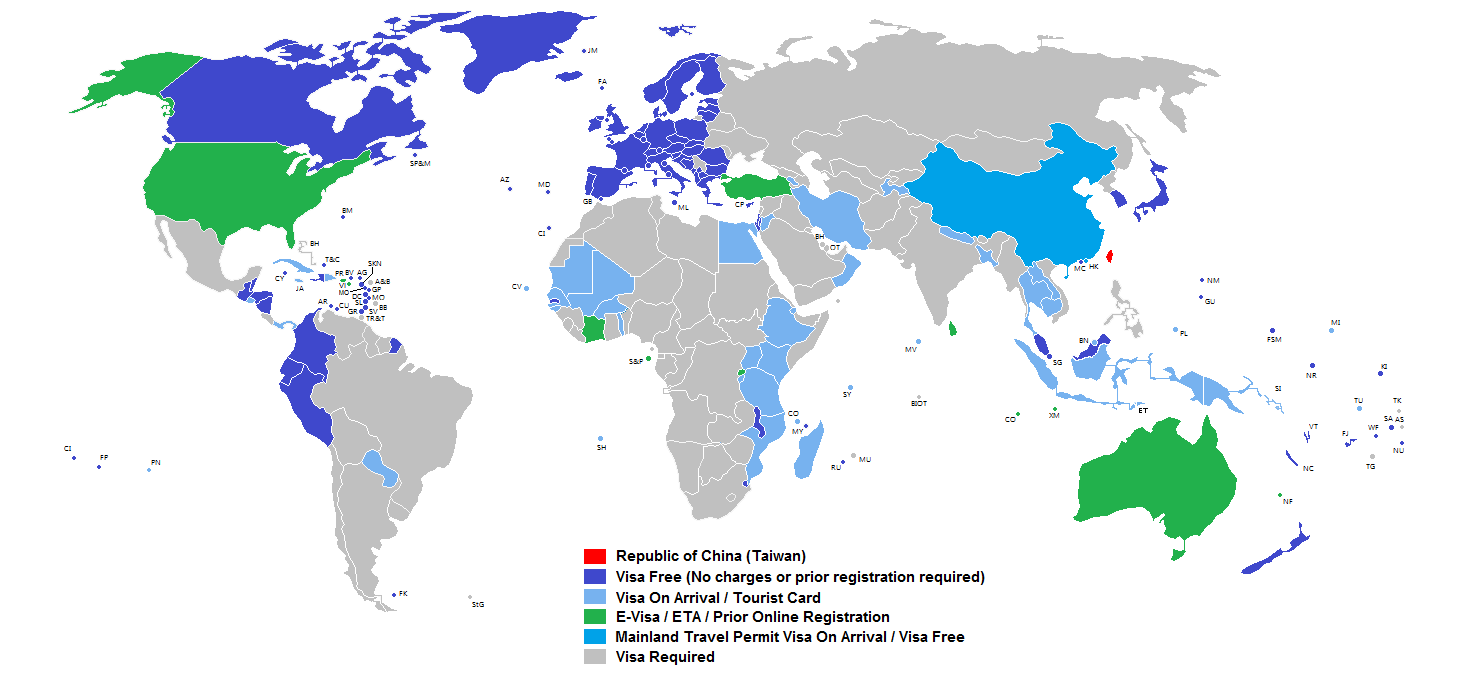 JM
FA
SP&M
AZ
MD
GB
ML
CP
BM
CI
BH
BH
OT
T&C
SKN
CY
PR
BV
AG
A&B
JA
VI
MO
GP
DC
MO
AR
CU
SL
BB
GR
SV
TR&T
CV
MC
HK
NM
GU
S&P
MV
BN
SG
PL
FSM
MI
NR
KI
SY
BIOT
CO
XM
ET
SI
TU
TK
CO
MY
SA
AS
VT
FJ
WF
NU
CI
FP
PN
SH
RU
MU
NC
TG
NF
FK
StG
Republic of China (Taiwan)
Visa Free (No charges or prior registration required)
Visa On Arrival / Tourist Card
E-Visa / ETA / Prior Online Registration
Mainland Travel Permit Visa On Arrival / Visa Free
Visa Required